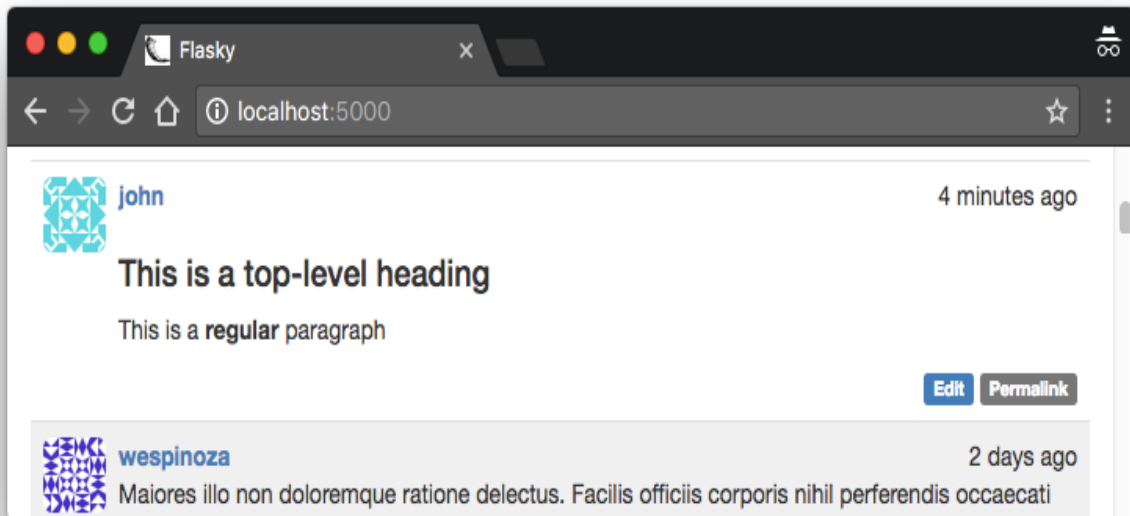 Flasky
localhost:5000
john 4 minutes ago
This is a top-level heading
This is a regular paragraph
Edit Permalink
wespinoza 2 days ago
Maiores illo non doloremque ratione delectus. Facilis officiis corporis nihil perferendis occaecati